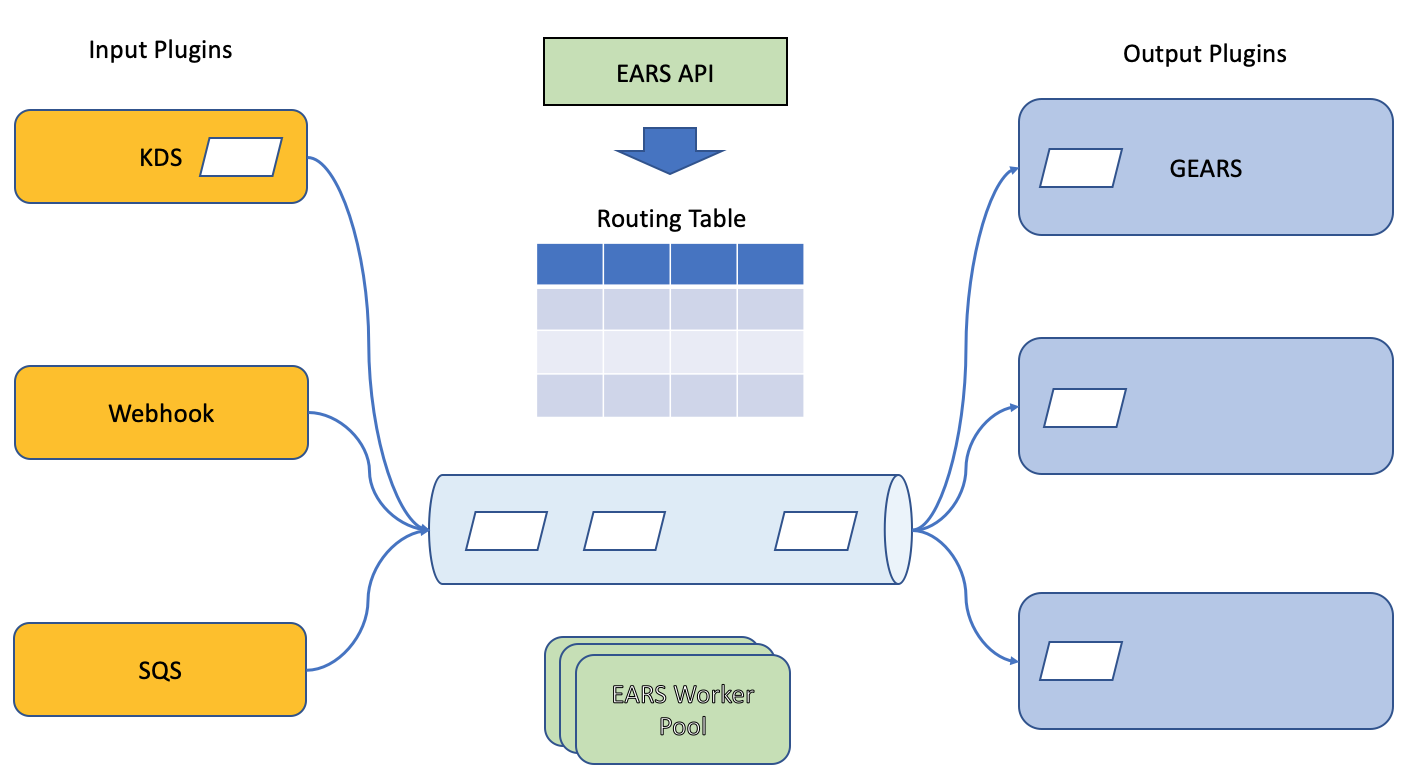 Input Plugins
EARS API
Output Plugins
KDS
GEARS
Routing Table
Webhook
SQS
EARS Worker
Pool